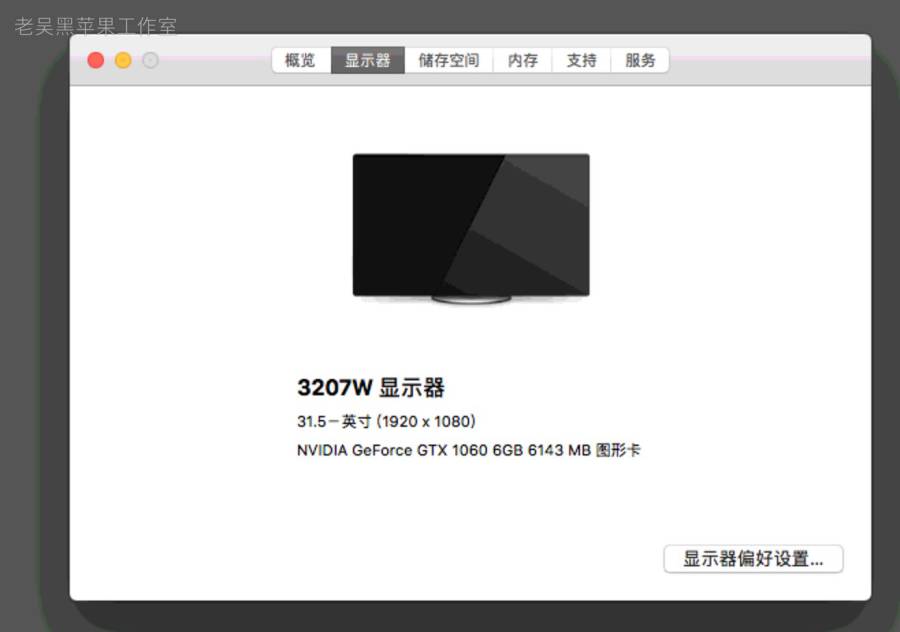 老吴黑苹果工作室
概览 显示器 储存空间 内存 支持 服务
3207W 显示器
31.5－英寸 (1920 x 1080)
NVIDIA GeForce GTX 1060 6GB 6143 MB 图形卡
显示器偏好设置...